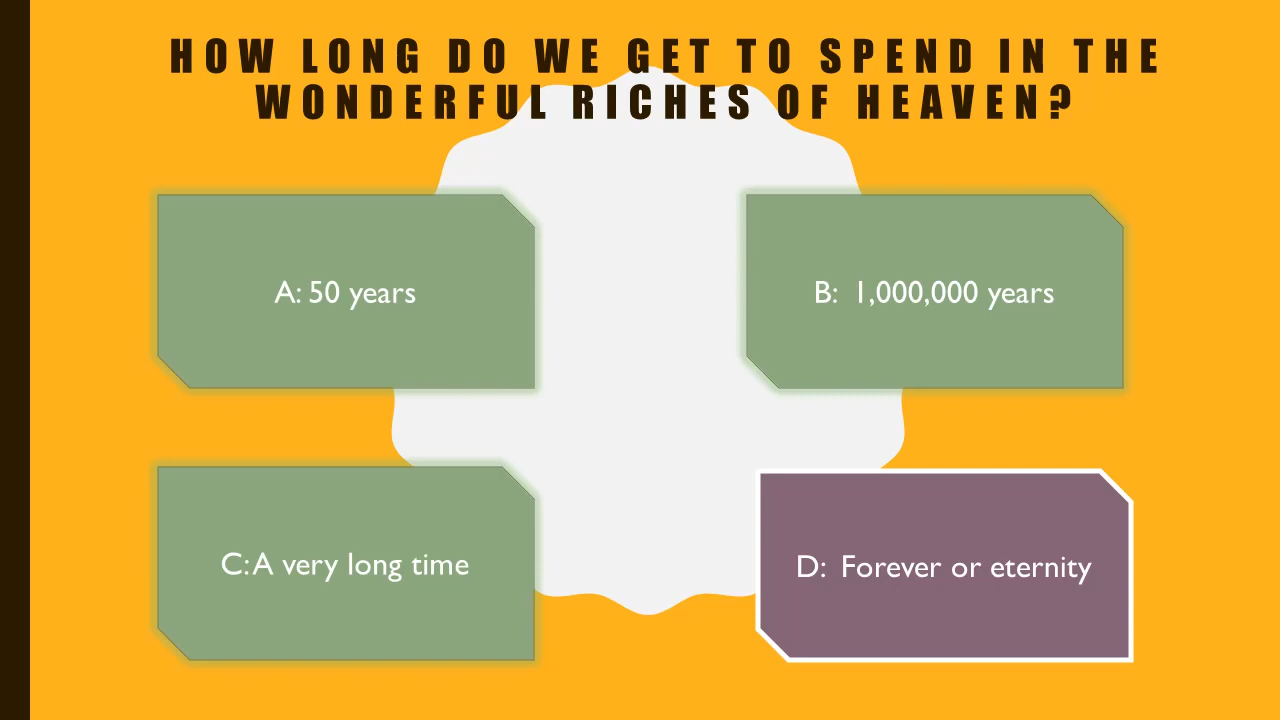 HOW LONG DO WE GET TO SPEND IN THE
WONDERFUL RICHES OF HEAVEN?
A: 50 years
B: 1,000,000 years
C: A very long time
D: Forever or eternity